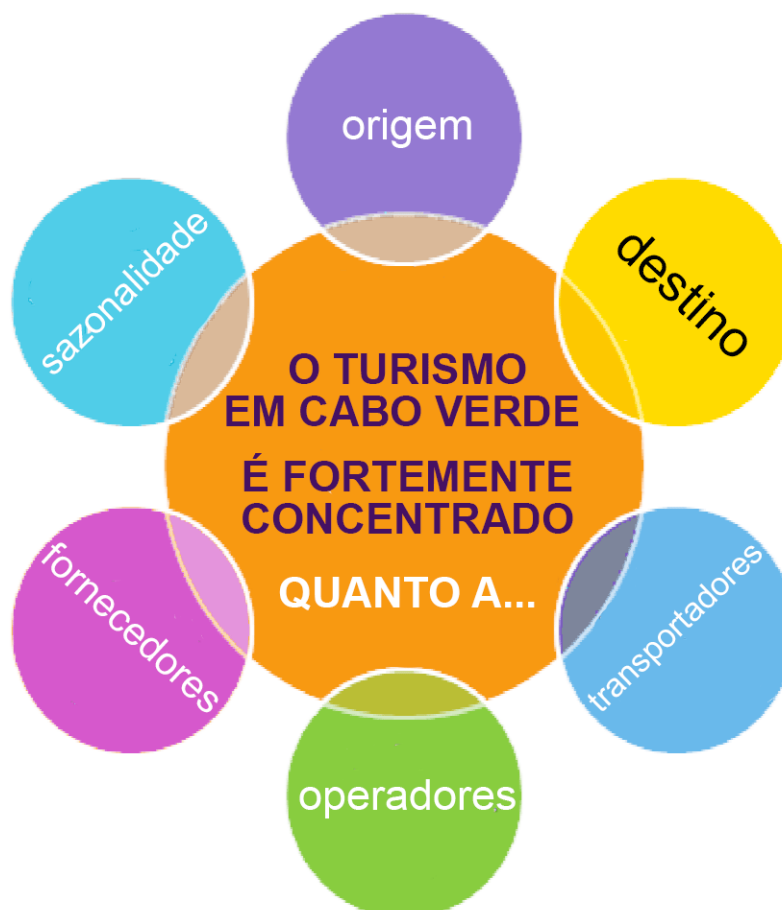 origem
destino
sazonalidade
O TURISMO
EM CABO VERDE
É FORTEMENTE
CONCENTRADO
QUANTO A...
fornecedores
transportadores
operadores